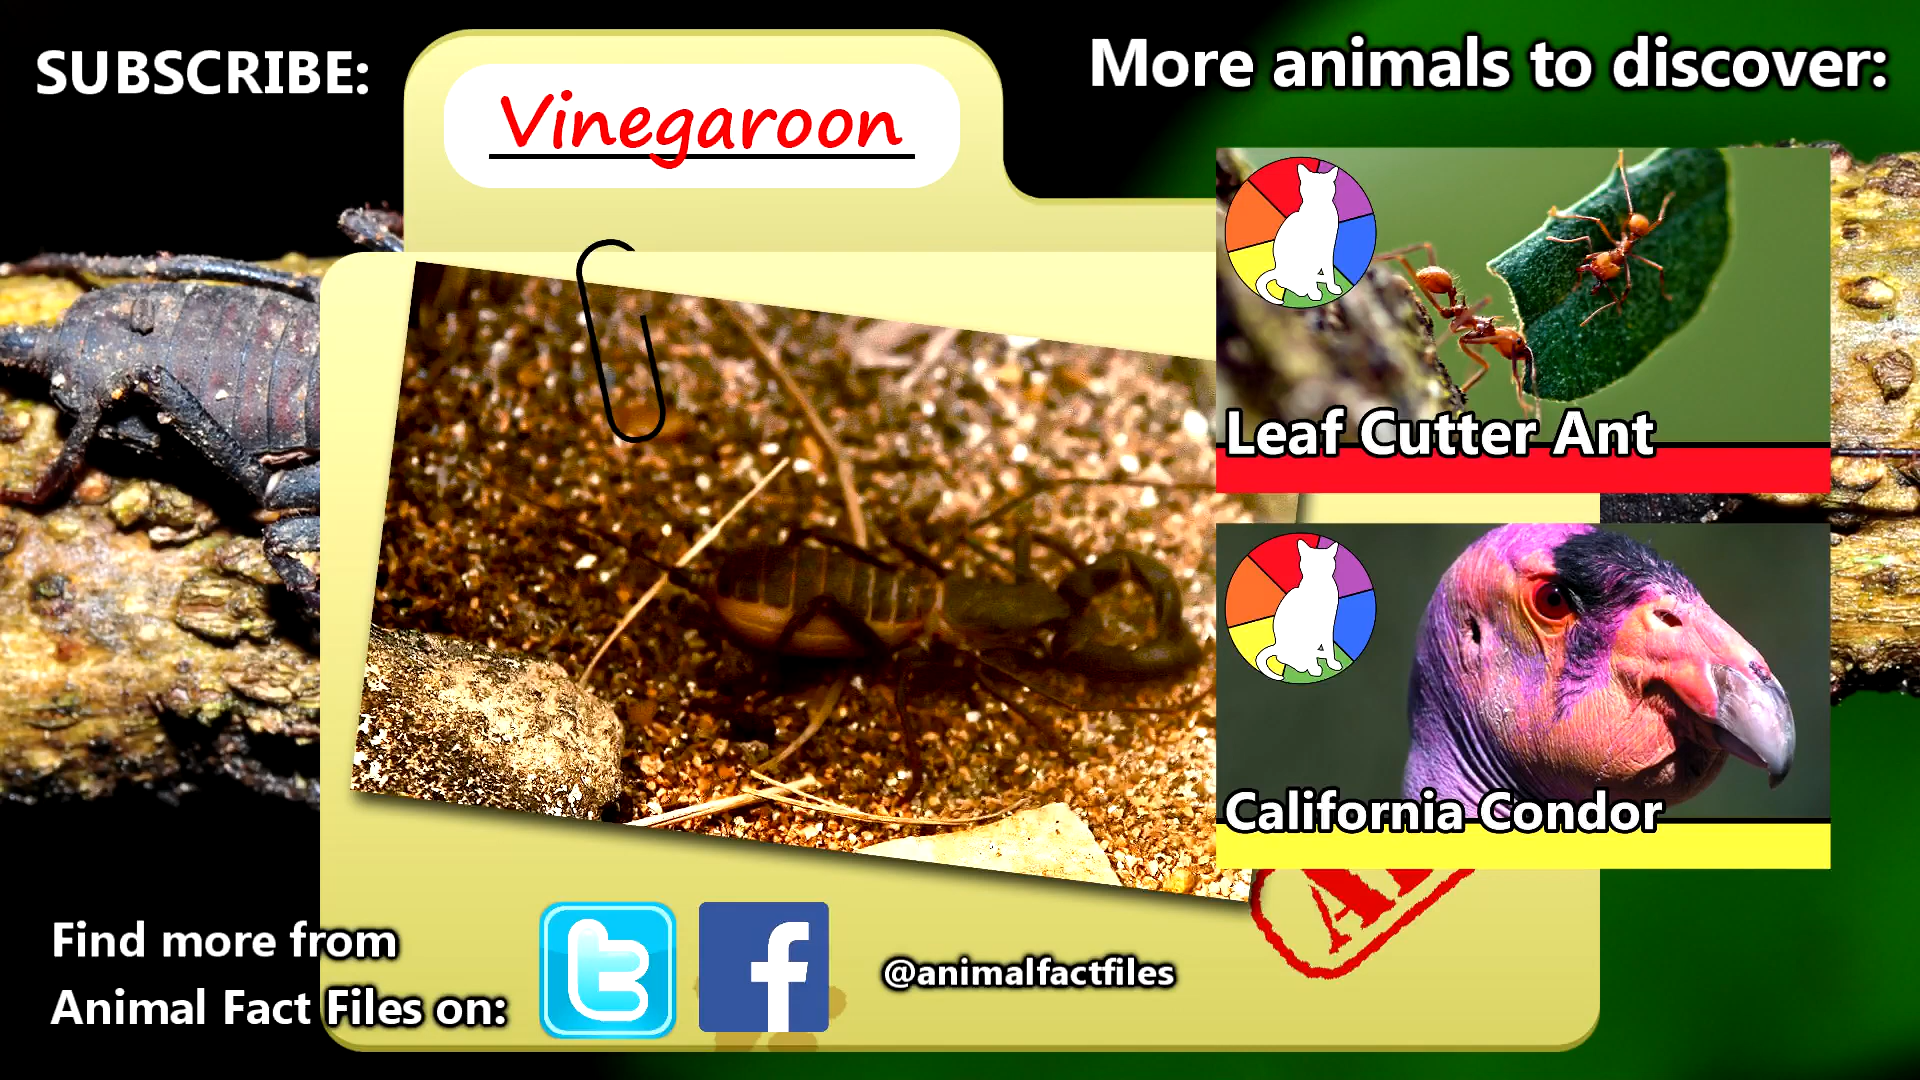 SUBSCRIBE:
Vinegaroon
More animals to discover:
Leaf Cutter Ant
California Condor
Find more from
Animal Fact Files on:
@animalfactfiles